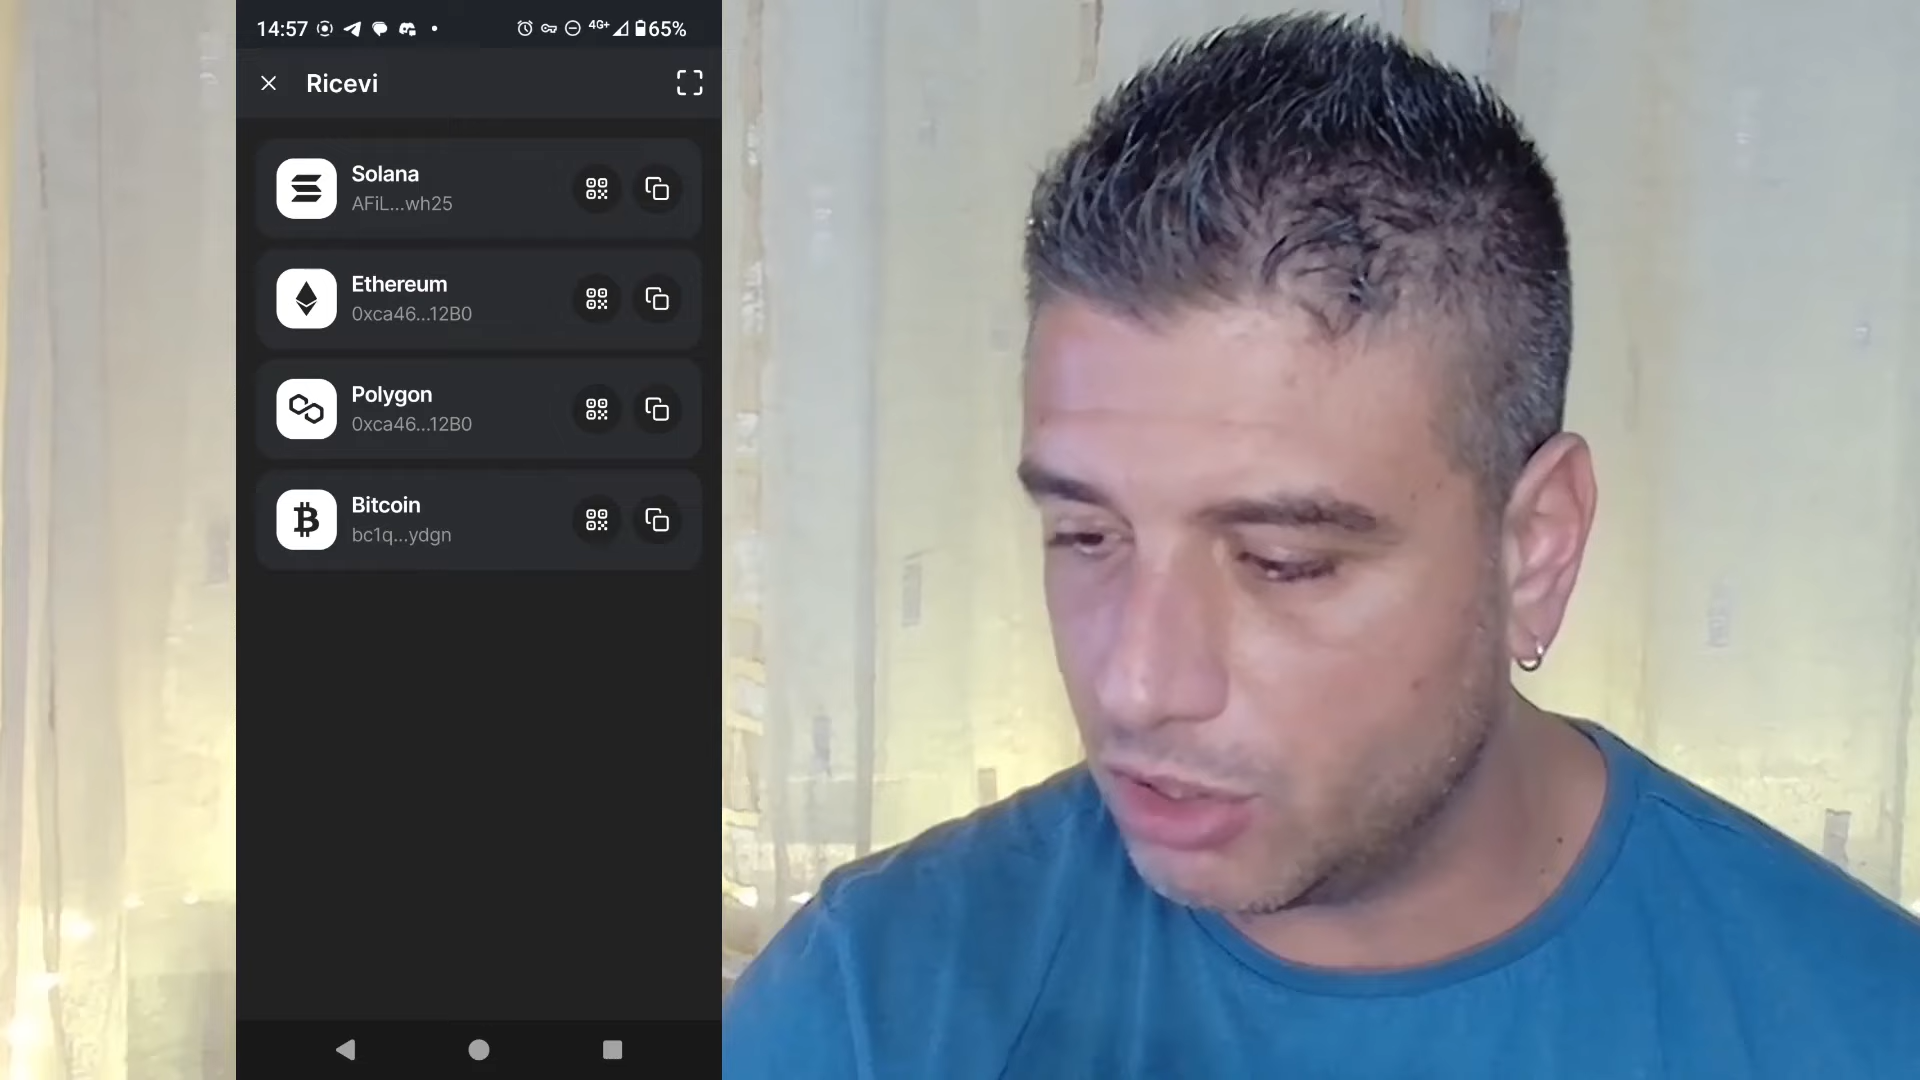 14:57
4G+
65%
Ricevi
Solana
AFiL...wh25
Ethereum
0xca46...12B0
Polygon
0xca46...12B0
Bitcoin
bc1q...ydgn